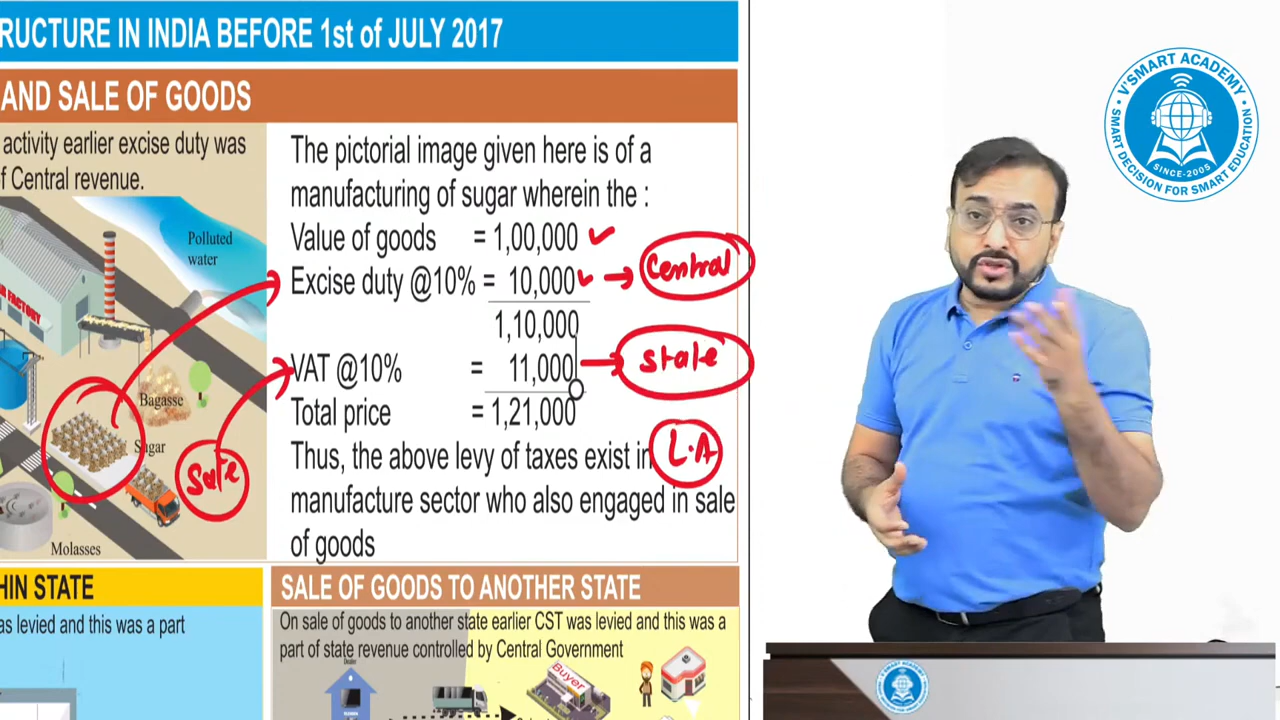 RUCTURE IN INDIA BEFORE 1st of JULY 2017
AND SALE OF GOODS
activity earlier excise duty was
f Central revenue.
Polluted
water
FACTORY
Bagasse
Sugar
Sale
Molasses
The pictorial image given here is of a
manufacturing of sugar wherein the :
Value of goods = 1,00,000
Excise duty @10% = 10,000 → Central
1,10,000
VAT @10% = 11,000 → State
Total price = 1,21,000
Thus, the above levy of taxes exist in L.A
manufacture sector who also engaged in sale
of goods
HIN STATE
as levied and this was a part
SALE OF GOODS TO ANOTHER STATE
On sale of goods to another state earlier CST was levied and this was a
part of state revenue controlled by Central Government
Dealer
Buyer
V'SMART ACADEMY
SINCE-2005
SMART DECISION FOR SMART EDUCATION